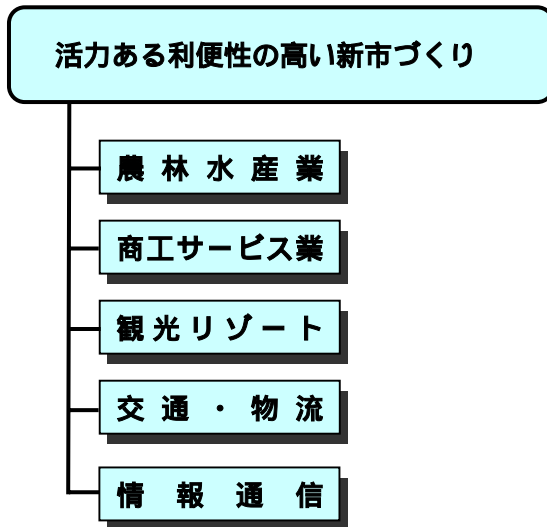 活力ある利便性の高い新市づくり
農林水産業
商工サービス業
観光リゾート
交通・物流
情報通信